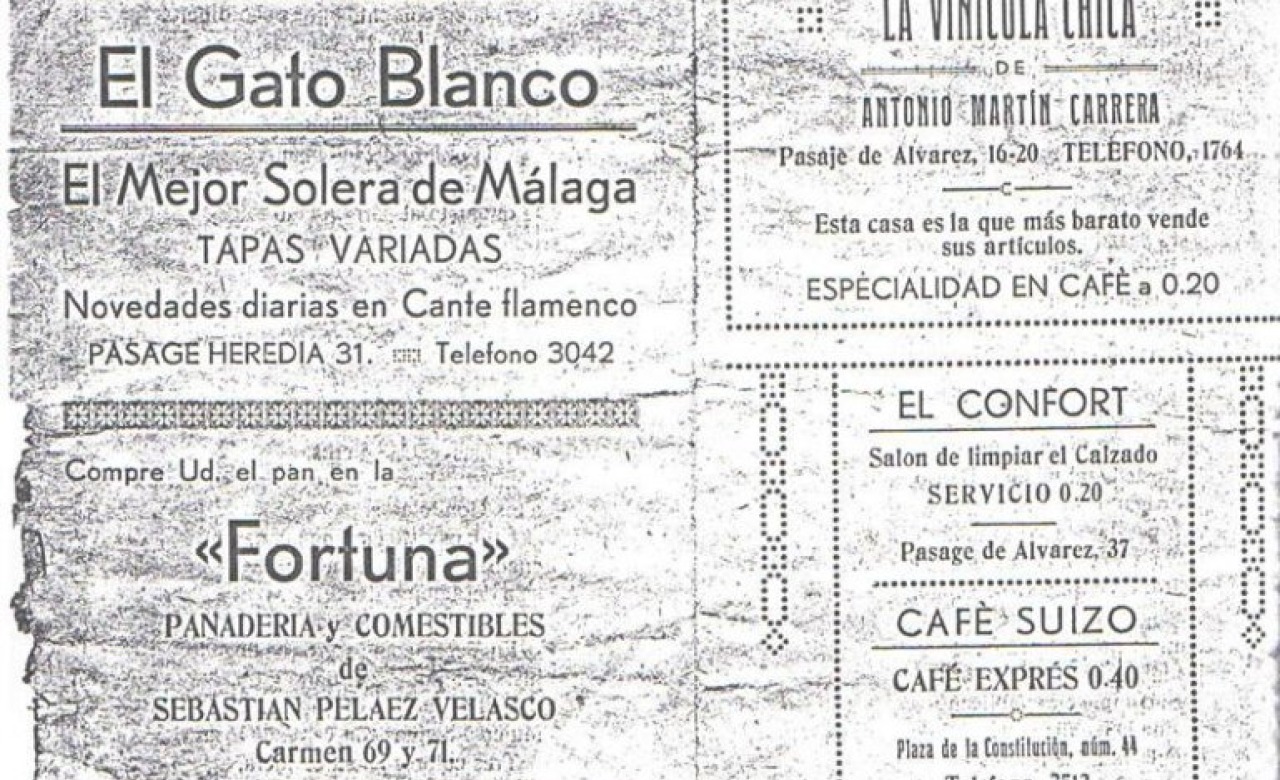 El Gato Blanco
El Mejor Solera de Málaga
TAPAS VARIADAS
Novedades diarias en Cante flamenco
PASAGE HEREDIA 31. Telefono 3042
Compre Ud. el pan en la
«Fortuna»
PANADERIA y COMESTIBLES
de
SEBASTIAN PELAEZ VELASCO
Carmen 69 y 71.
LA VINICOLA CHICA
DE
ANTONIO MARTÍN CARRERA
Pasaje de Alvarez, 16-20 TELÉFONO, 1764
Esta casa es la que más barato vende
sus artículos.
ESPECIALIDAD EN CAFÈ a 0.20
EL CONFORT
Salon de limpiar el Calzado
SERVICIO 0.20
Pasage de Alvarez, 37
CAFÈ SUIZO
CAFÉ EXPRÉS 0.40
Plaza de la Constitución, núm. 44